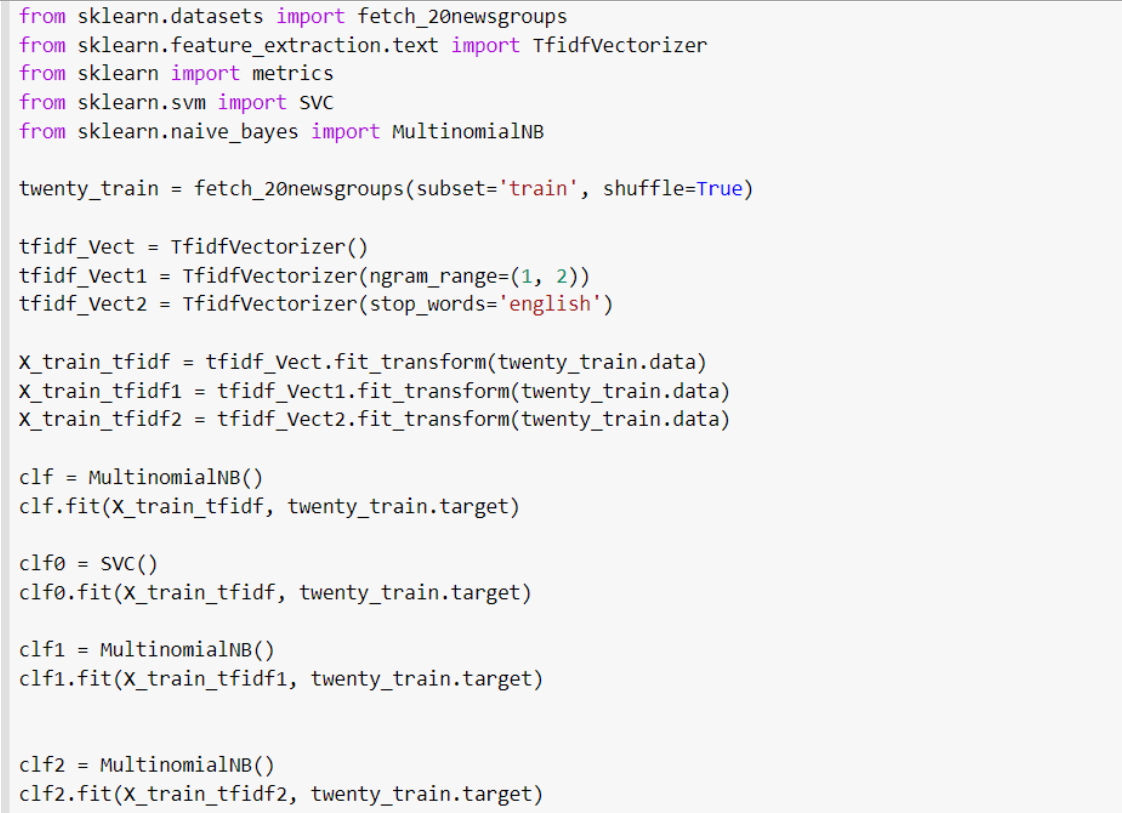 from sklearn.datasets import fetch_20newsgroups
from sklearn.feature_extraction.text import TfidfVectorizer
from sklearn import metrics
from sklearn.svm import SVC
from sklearn.naive_bayes import MultinomialNB
twenty_train = fetch_20newsgroups(subset='train', shuffle=True)
tfidf_Vect = TfidfVectorizer()
tfidf_Vect1 = TfidfVectorizer(ngram_range=(1, 2))
tfidf_Vect2 = TfidfVectorizer(stop_words='english')
X_train_tfidf = tfidf_Vect.fit_transform(twenty_train.data)
X_train_tfidf1 = tfidf_Vect1.fit_transform(twenty_train.data)
X_train_tfidf2 = tfidf_Vect2.fit_transform(twenty_train.data)
clf = MultinomialNB()
clf.fit(X_train_tfidf, twenty_train.target)
clf0 = SVC()
clf0.fit(X_train_tfidf, twenty_train.target)
clf1 = MultinomialNB()
clf1.fit(X_train_tfidf1, twenty_train.target)
clf2 = MultinomialNB()
clf2.fit(X_train_tfidf2, twenty_train.target)